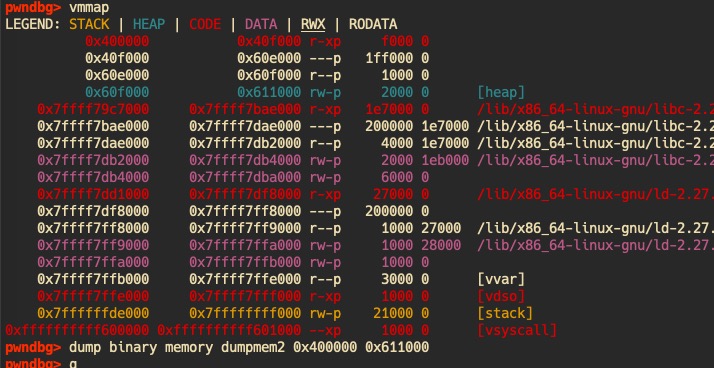 pwndbg> vmmap
LEGEND: STACK | HEAP | CODE | DATA | RWX | RODATA
0x400000 0x40f000 r-xp f000 0
0x40f000 0x60e000 ---p 1ff000 0
0x60e000 0x60f000 r--p 1000 0
0x60f000 0x611000 rw-p 2000 0 [heap]
0x7ffff79c7000 0x7ffff7bae000 r-xp 1e7000 0 /lib/x86_64-linux-gnu/libc-2.2
0x7ffff7bae000 0x7ffff7dae000 ---p 200000 1e7000 /lib/x86_64-linux-gnu/libc-2.2
0x7ffff7dae000 0x7ffff7db2000 r--p 4000 1e7000 /lib/x86_64-linux-gnu/libc-2.2
0x7ffff7db2000 0x7ffff7db4000 rw-p 2000 1eb000 /lib/x86_64-linux-gnu/libc-2.2
0x7ffff7db4000 0x7ffff7dba000 rw-p 6000 0
0x7ffff7dd1000 0x7ffff7df8000 r-xp 27000 0 /lib/x86_64-linux-gnu/ld-2.27.
0x7ffff7df8000 0x7ffff7ff8000 ---p 200000 0
0x7ffff7ff8000 0x7ffff7ff9000 r--p 1000 27000 /lib/x86_64-linux-gnu/ld-2.27.
0x7ffff7ff9000 0x7ffff7ffa000 rw-p 1000 28000 /lib/x86_64-linux-gnu/ld-2.27.
0x7ffff7ffa000 0x7ffff7ffb000 rw-p 1000 0
0x7ffff7ffb000 0x7ffff7ffe000 r--p 3000 0 [vvar]
0x7ffff7ffe000 0x7ffff7fff000 r-xp 1000 0 [vdso]
0x7ffffffde000 0x7ffffffff000 rw-p 21000 0 [stack]
0xffffffffff600000 0xffffffffff601000 --xp 1000 0 [vsyscall]
pwndbg> dump binary memory dumpmem2 0x400000 0x611000
pwndbg> q